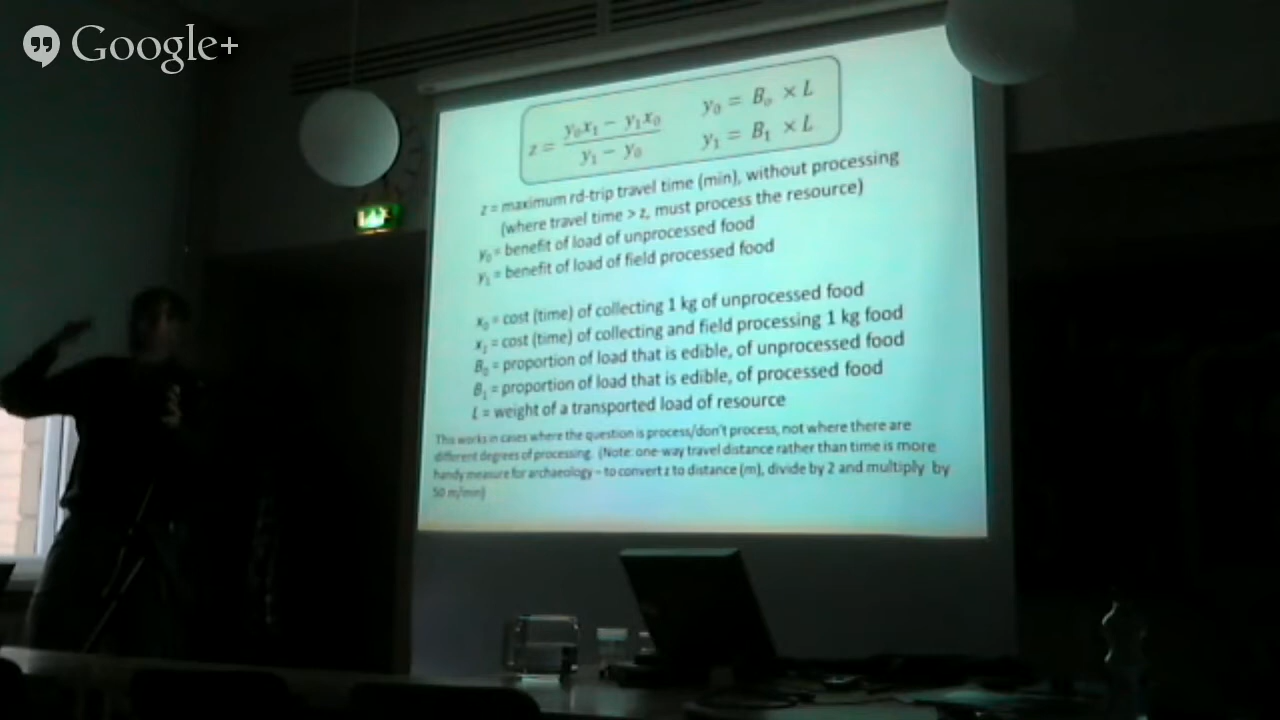 Google+
z = y₀x₁ − y₁x₀ / y₁ − y₀
y₀ = B₀ × L
y₁ = B₁ × L
z = maximum rd-trip travel time (min), without processing
(where travel time > z, must process the resource)
y₀ = benefit of load of unprocessed food
y₁ = benefit of load of field processed food
x₀ = cost (time) of collecting 1 kg of unprocessed food
x₁ = cost (time) of collecting and field processing 1 kg food
B₀ = proportion of load that is edible, of unprocessed food
B₁ = proportion of load that is edible, of processed food
L = weight of a transported load of resource
This works in cases where the question is process/don't process, not where there are
different degrees of processing. (Note: one-way travel distance rather than time is more
handy measure for archaeology – to convert z to distance (m), divide by 2 and multiply by
50 m/min)